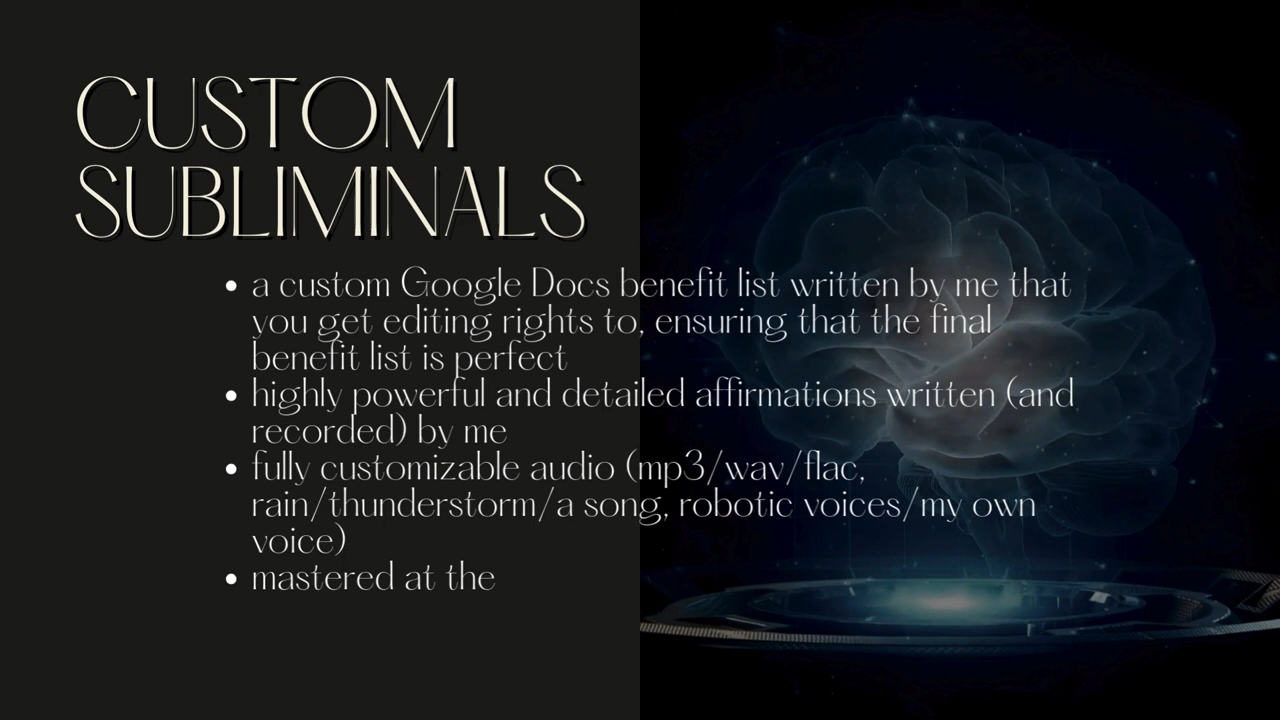 CUSTOM
SUBLIMINALS
• a custom Google Docs benefit list written by me that
you get editing rights to, ensuring that the final
benefit list is perfect
• highly powerful and detailed affirmations written (and
recorded) by me
• fully customizable audio (mp3/wav/flac,
rain/thunderstorm/a song, robotic voices/my own
voice)
• mastered at the